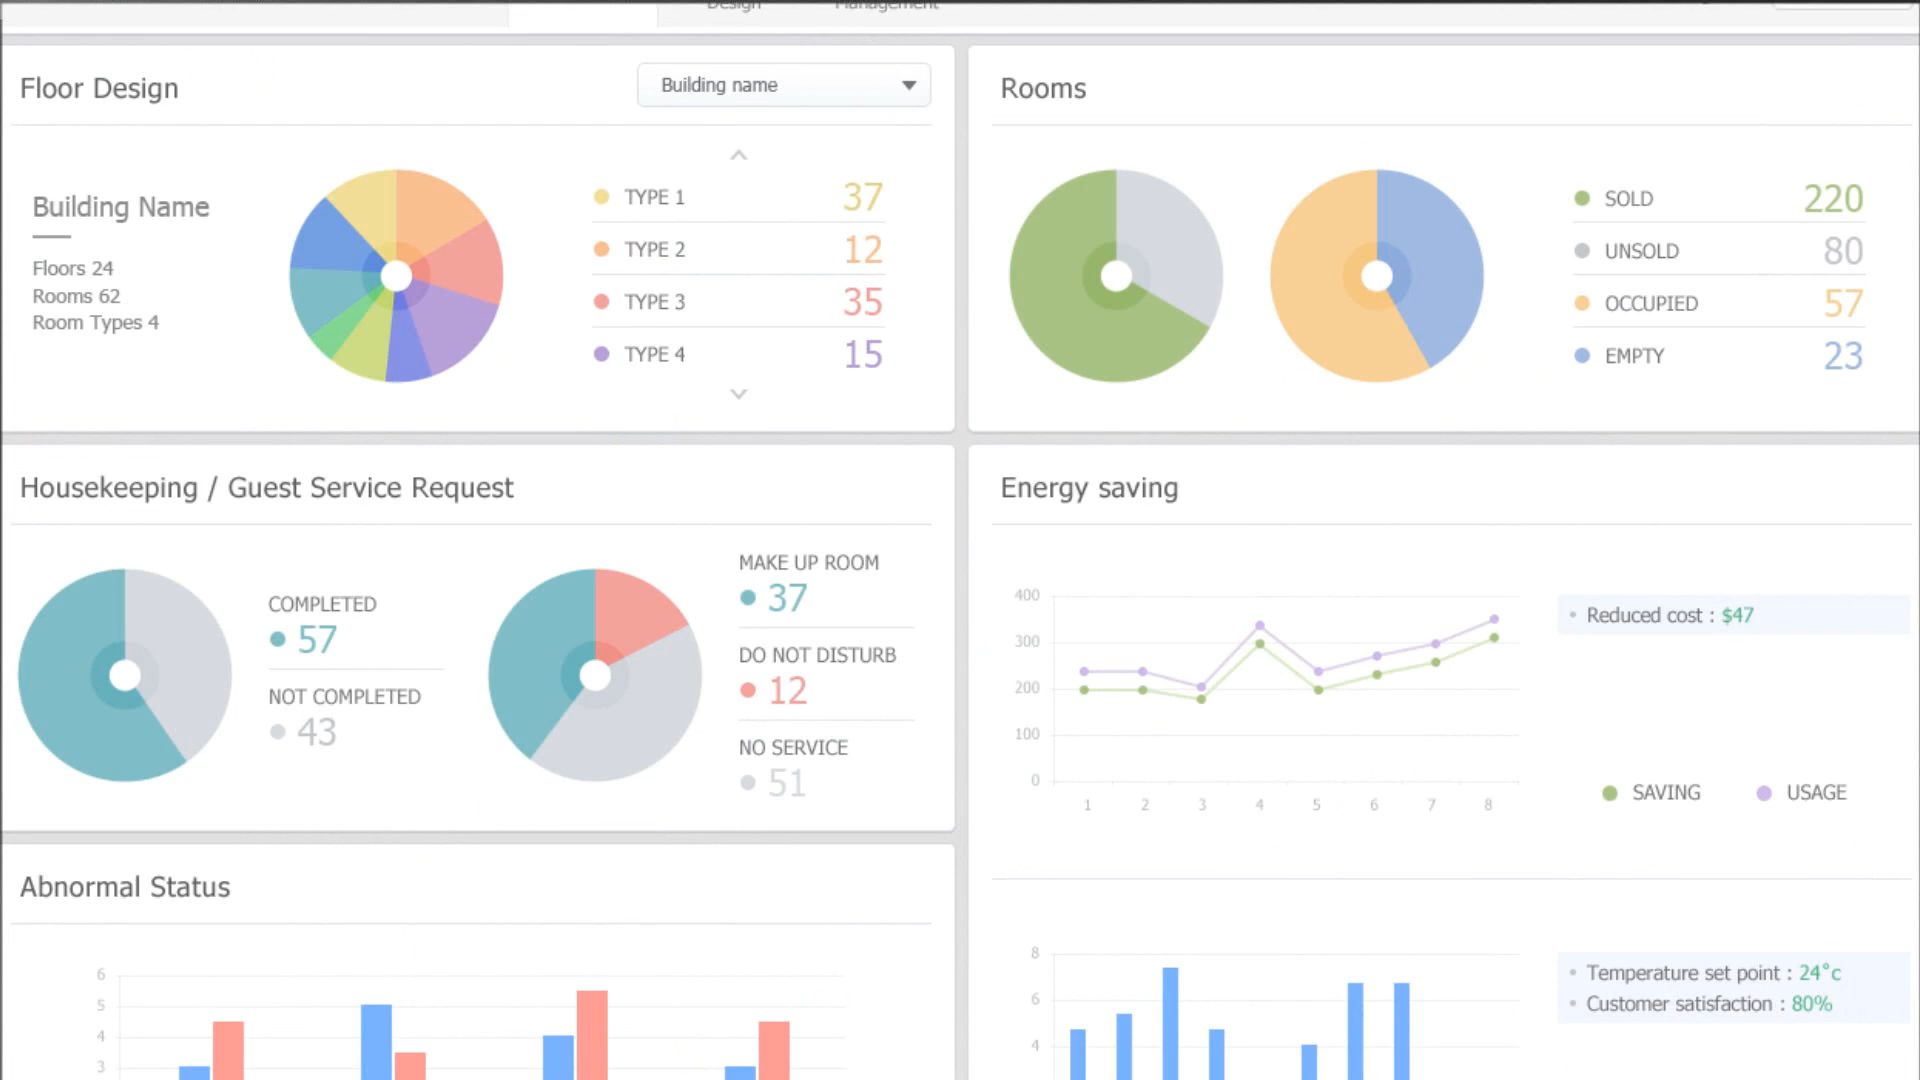 Design Management
Floor Design
Building name
Building Name
Floors 24
Rooms 62
Room Types 4
TYPE 1 37
TYPE 2 12
TYPE 3 35
TYPE 4 15
Rooms
SOLD 220
UNSOLD 80
OCCUPIED 57
EMPTY 23
Housekeeping / Guest Service Request
COMPLETED
57
NOT COMPLETED
43
MAKE UP ROOM
37
DO NOT DISTURB
12
NO SERVICE
51
Energy saving
400
300
200
100
0
1 2 3 4 5 6 7 8
Reduced cost : $47
SAVING USAGE
Abnormal Status
6
5
4
3
8
6
4
Temperature set point : 24˚c
Customer satisfaction : 80%